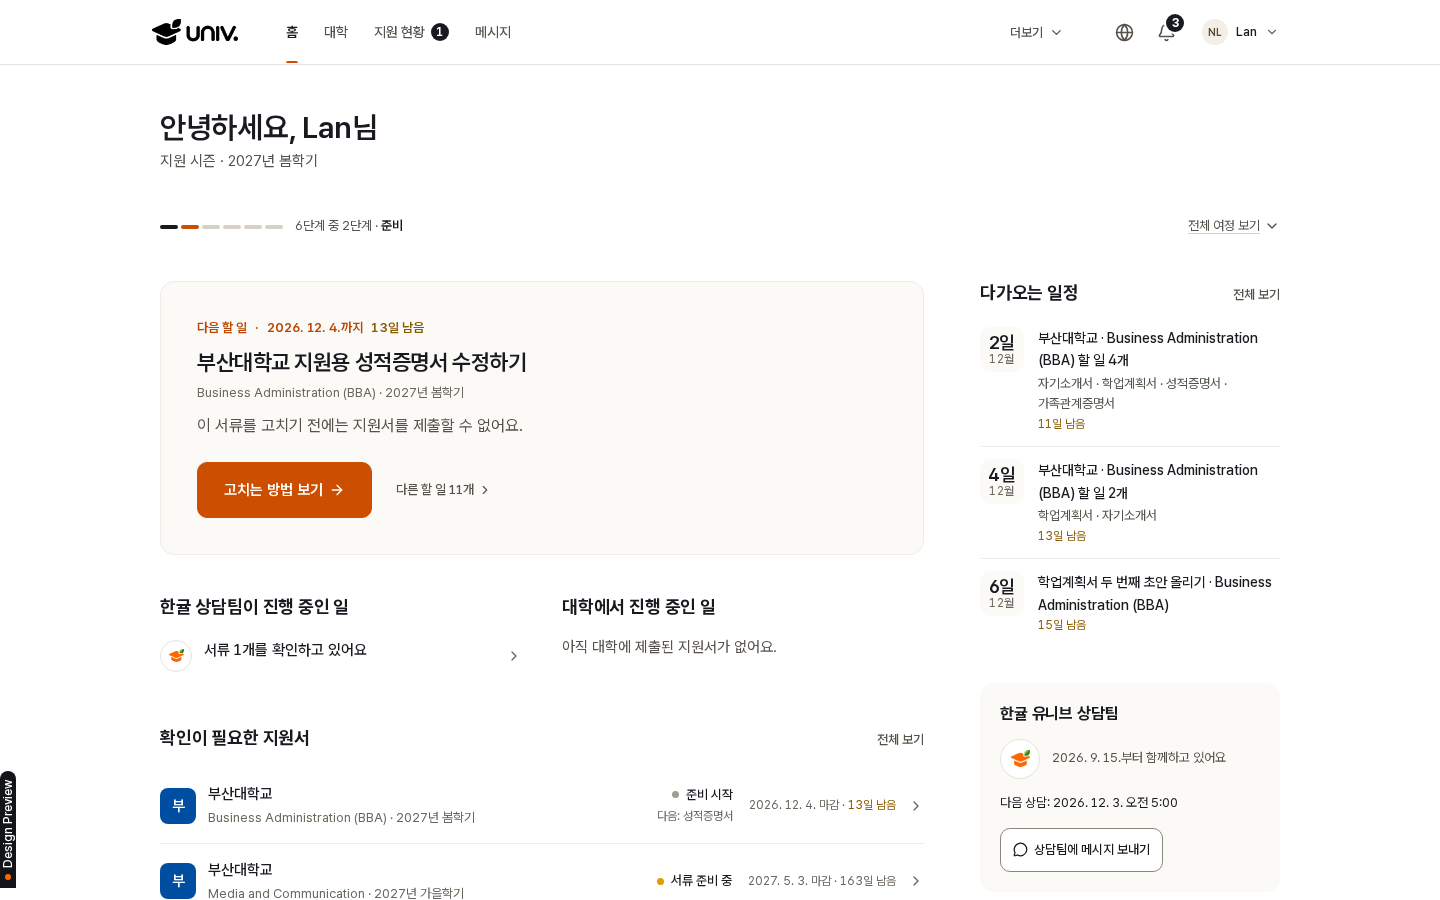 UNIV.
홈
대학
지원 현황 1
메시지
더보기
3
NL
Lan
안녕하세요, Lan님
지원 시즌 · 2027년 봄학기
6단계 중 2단계 · 준비
전체 여정 보기
다음 할 일 · 2026. 12. 4.까지 13일 남음
부산대학교 지원용 성적증명서 수정하기
Business Administration (BBA) · 2027년 봄학기
이 서류를 고치기 전에는 지원서를 제출할 수 없어요.
고치는 방법 보기
다른 할 일 11개
한귤 상담팀이 진행 중인 일
서류 1개를 확인하고 있어요
대학에서 진행 중인 일
아직 대학에 제출된 지원서가 없어요.
확인이 필요한 지원서
전체 보기
부
부산대학교
Business Administration (BBA) · 2027년 봄학기
준비 시작
다음: 성적증명서
2026. 12. 4. 마감 · 13일 남음
부
부산대학교
Media and Communication · 2027년 가을학기
서류 준비 중
2027. 5. 3. 마감 · 163일 남음
다가오는 일정
전체 보기
2일
12월
부산대학교 · Business Administration
(BBA) 할 일 4개
자기소개서 · 학업계획서 · 성적증명서 ·
가족관계증명서
11일 남음
4일
12월
부산대학교 · Business Administration
(BBA) 할 일 2개
학업계획서 · 자기소개서
13일 남음
6일
12월
학업계획서 두 번째 초안 올리기 · Business
Administration (BBA)
15일 남음
한귤 유니브 상담팀
2026. 9. 15.부터 함께하고 있어요
다음 상담: 2026. 12. 3. 오전 5:00
상담팀에 메시지 보내기
Design Preview